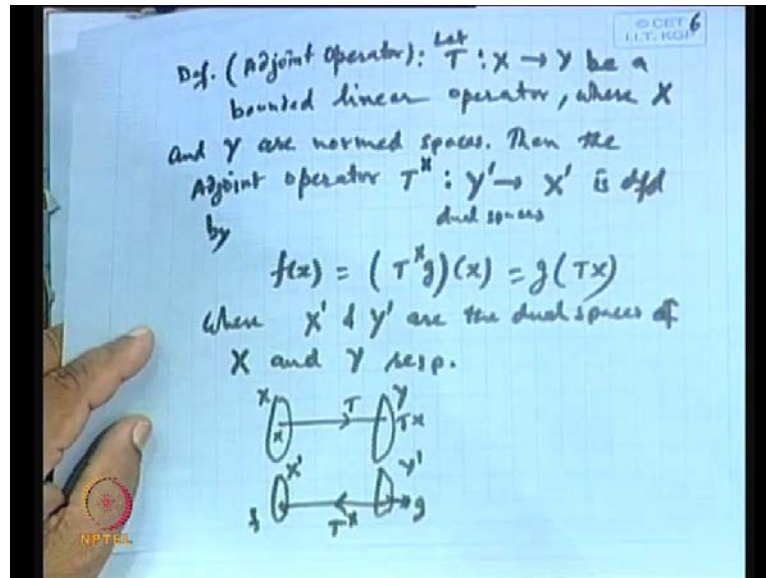 © CET
I.I.T. KGP
6
Def. (Adjoint Operator): Let T : X → Y be a
bounded linear operator, where X
and Y are normed spaces. Then the
Adjoint operator T^x : Y' → X' is dfd
dual spaces
by
f(x) = (T^x g)(x) = g(Tx)
where X' & Y' are the dual spaces of
X and Y resp.
X T Y
x Tx
X' Y'
f T^x g
NPTEL